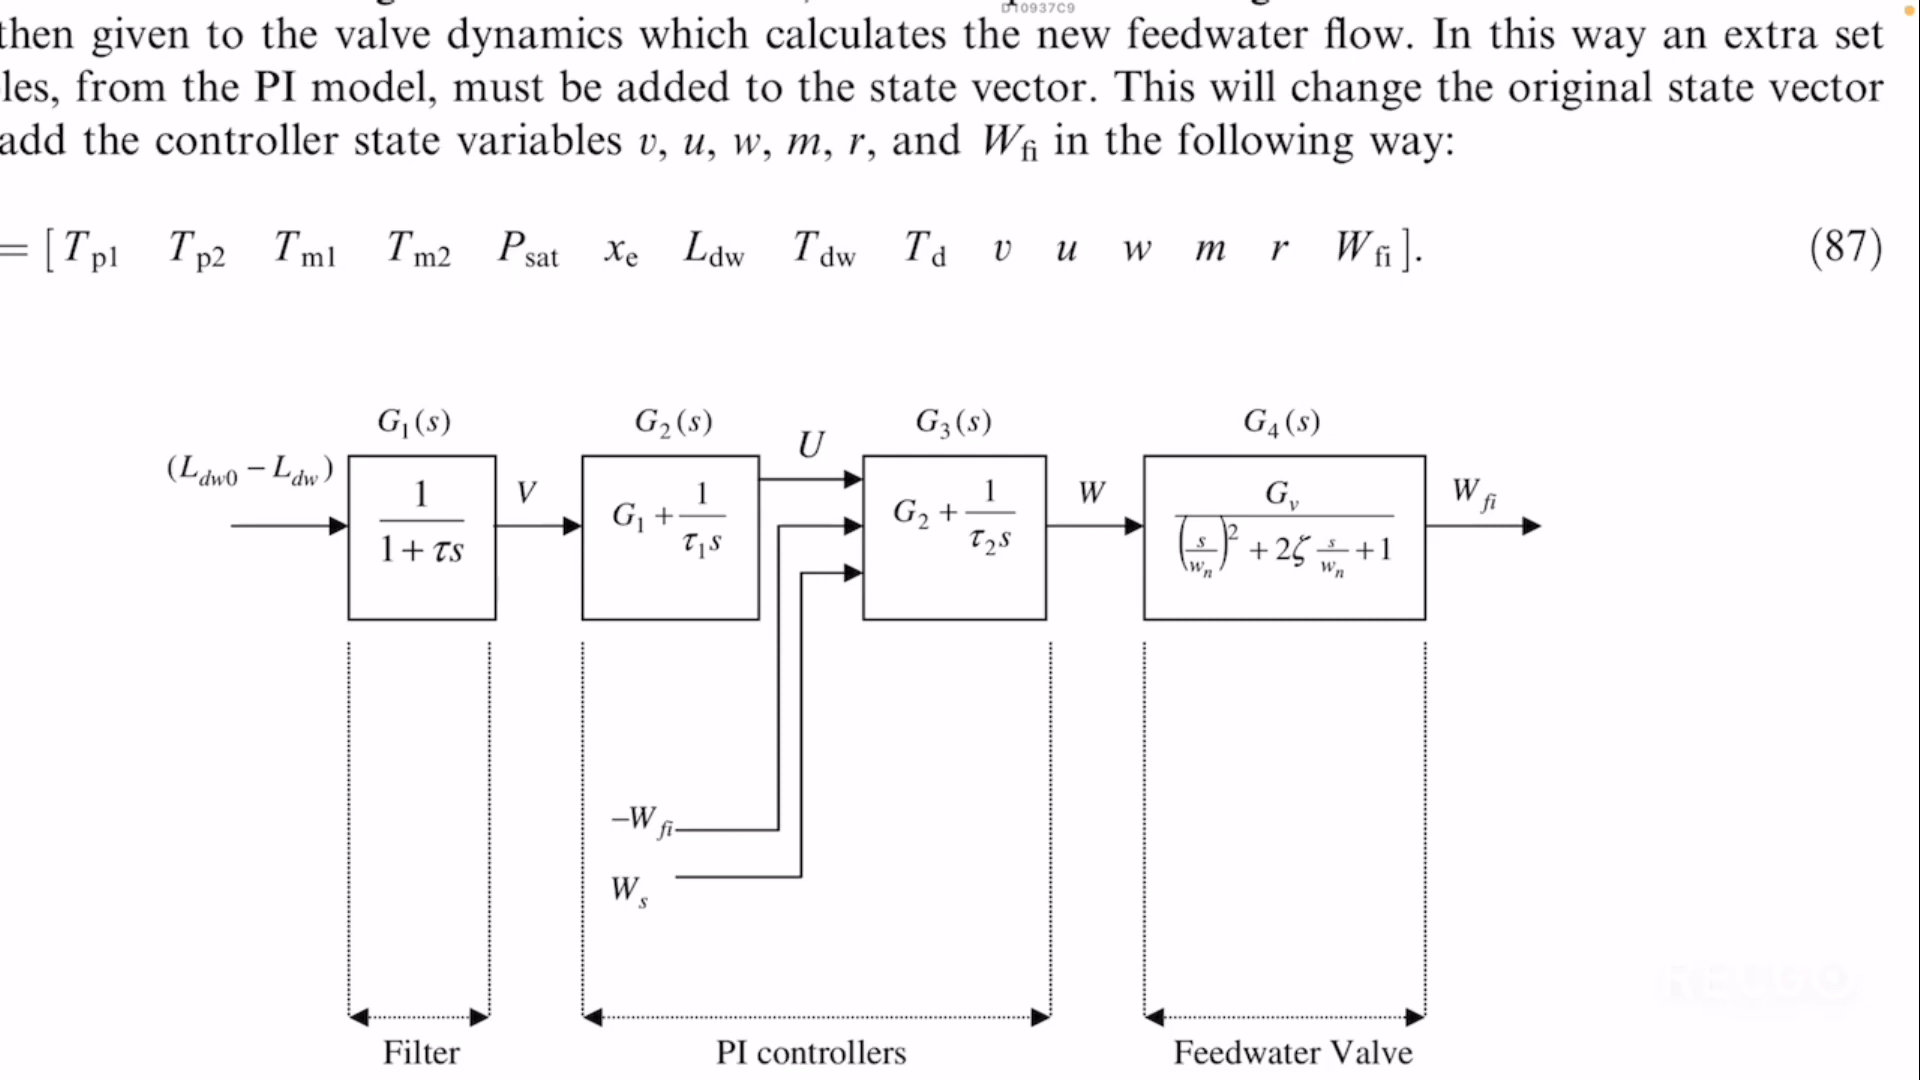 D10937C9
then given to the valve dynamics which calculates the new feedwater flow. In this way an extra set
les, from the PI model, must be added to the state vector. This will change the original state vector
add the controller state variables v, u, w, m, r, and W_fi in the following way:
= [T_p1 T_p2 T_m1 T_m2 P_sat x_e L_dw T_dw T_d v u w m r W_fi]. (87)
G_1(s) G_2(s) G_3(s) G_4(s)
(L_dw0 − L_dw) V U W W_fi
1/(1 + τs)
G_1 + 1/(τ_1s)
G_2 + 1/(τ_2s)
G_v/((s/w_n)^2 + 2ζ s/w_n + 1)
−W_fi
W_s
Filter PI controllers Feedwater Valve